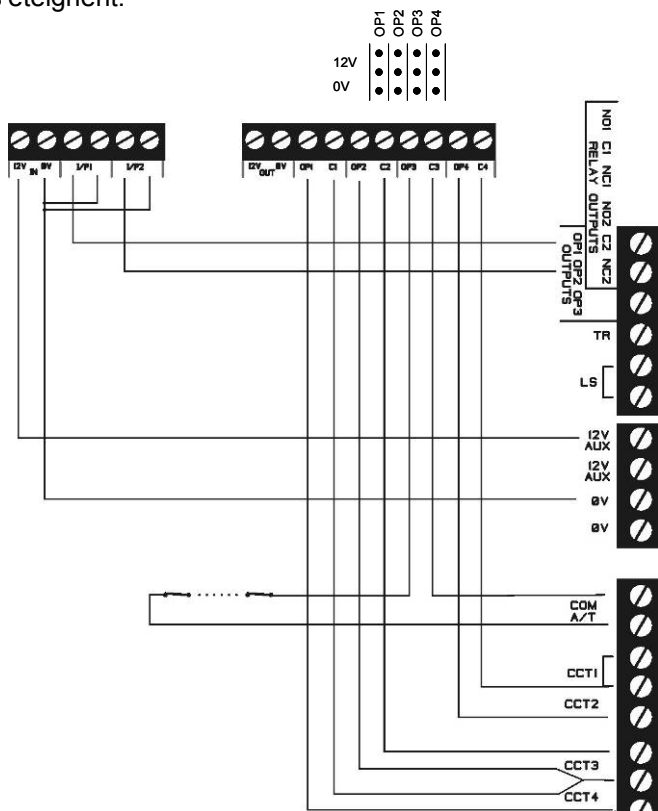 éteignent.
OP1 OP2 OP3 OP4
12V
0V
12V IN 0V I/P1 I/P2
12V OUT 0V OP1 C1 OP2 C2 OP3 C3 OP4 C4
NO1 C1 NC1 NO2 C2 NC2
RELAY OUTPUTS
OP1 OP2 OP3
OUTPUTS
TR
LS
12V
AUX
12V
AUX
0V
0V
COM
A/T
CCT1
CCT2
CCT3
CCT4